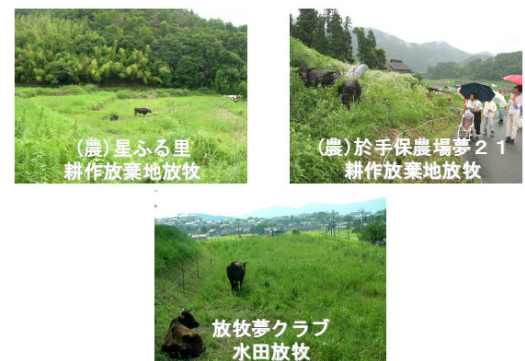 (農)星ふる里
耕作放棄地放牧
(農)於手保農場夢２１
耕作放棄地放牧
放牧夢クラブ
水田放牧